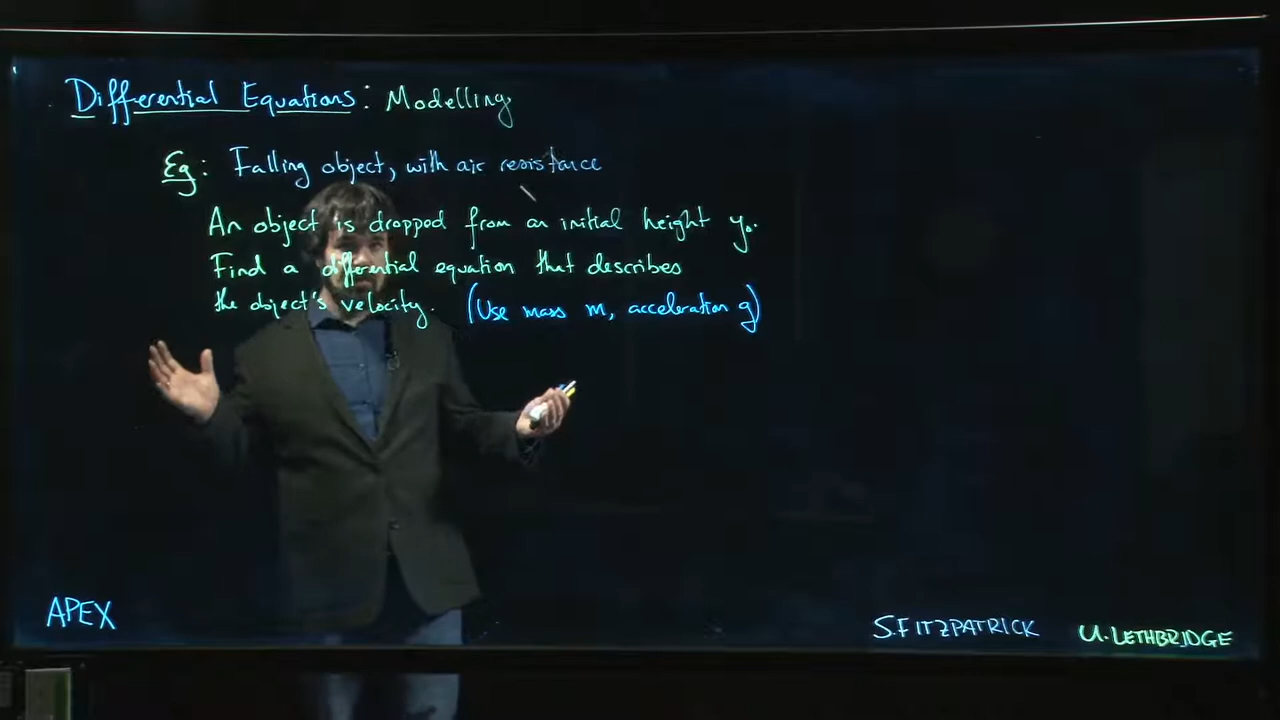 Differential Equations: Modelling
Eg: Falling object, with air resistance
An object is dropped from an initial height y₀.
Find a differential equation that describes
the object's velocity. (Use mass m, acceleration g)
APEX
S.FITZPATRICK U.LETHBRIDGE